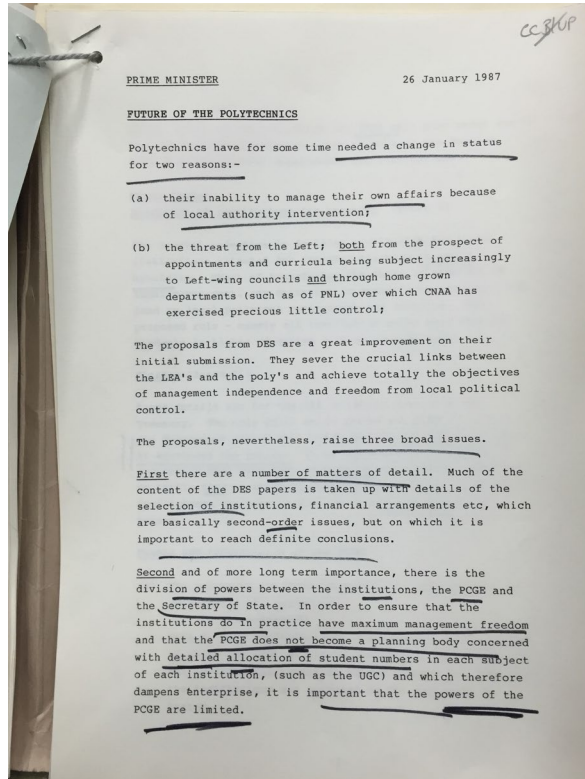 CC BUP
PRIME MINISTER 26 January 1987
FUTURE OF THE POLYTECHNICS
Polytechnics have for some time needed a change in status
for two reasons:-
(a) their inability to manage their own affairs because
of local authority intervention;
(b) the threat from the Left; both from the prospect of
appointments and curricula being subject increasingly
to Left-wing councils and through home grown
departments (such as of PNL) over which CNAA has
exercised precious little control;
The proposals from DES are a great improvement on their
initial submission. They sever the crucial links between
the LEA's and the poly's and achieve totally the objectives
of management independence and freedom from local political
control.
The proposals, nevertheless, raise three broad issues.
First there are a number of matters of detail. Much of the
content of the DES papers is taken up with details of the
selection of institutions, financial arrangements etc, which
are basically second-order issues, but on which it is
important to reach definite conclusions.
Second and of more long term importance, there is the
division of powers between the institutions, the PCGE and
the Secretary of State. In order to ensure that the
institutions do in practice have maximum management freedom
and that the PCGE does not become a planning body concerned
with detailed allocation of student numbers in each subject
of each institution, (such as the UGC) and which therefore
dampens enterprise, it is important that the powers of the
PCGE are limited.